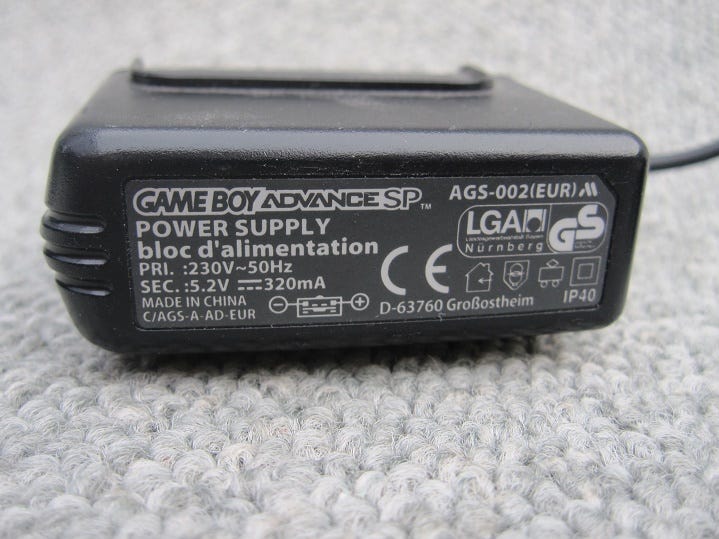 GAME BOY ADVANCE SP™
AGS-002(EUR)
POWER SUPPLY
bloc d'alimentation
PRI. :230V~50Hz
SEC. :5.2V ⎓ 320mA
MADE IN CHINA
C/AGS-A-AD-EUR
LGA
Nürnberg
GS
CE
D-63760 Großostheim
IP40